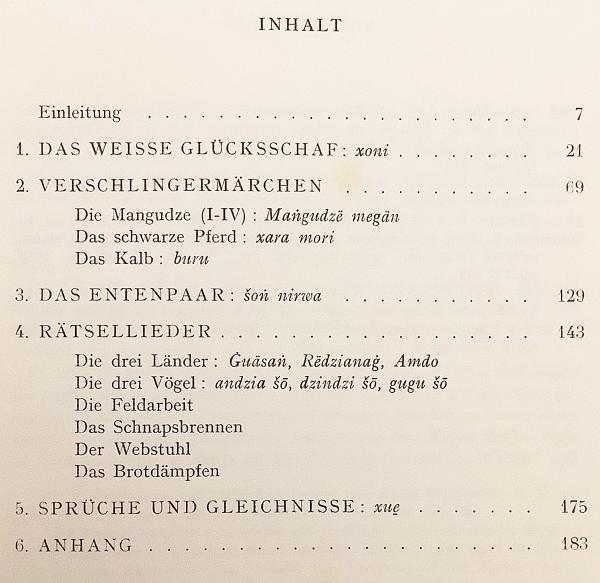 INHALT
Einleitung . . . . . . . . . . . . . . . . . 7
1. DAS WEISSE GLÜCKSSCHAF: xoni . . . . . . . . 21
2. VERSCHLINGERMÄRCHEN . . . . . . . . . . . 69
Die Mangudze (I-IV) : Maṅgudzë megän
Das schwarze Pferd : xara mori
Das Kalb : buru
3. DAS ENTENPAAR: šoṅ nirwa . . . . . . . . . . . 129
4. RÄTSELLIEDER . . . . . . . . . . . . . . . . . . 143
Die drei Länder : Ġuāsaṅ, Rēdzianaġ, Amdo
Die drei Vögel : andzia šō, dzindzi šō, gugu šō
Die Feldarbeit
Das Schnapsbrennen
Der Webstuhl
Das Brotdämpfen
5. SPRÜCHE UND GLEICHNISSE: xuę . . . . . . . 175
6. ANHANG . . . . . . . . . . . . . . . . . . . . . . 183